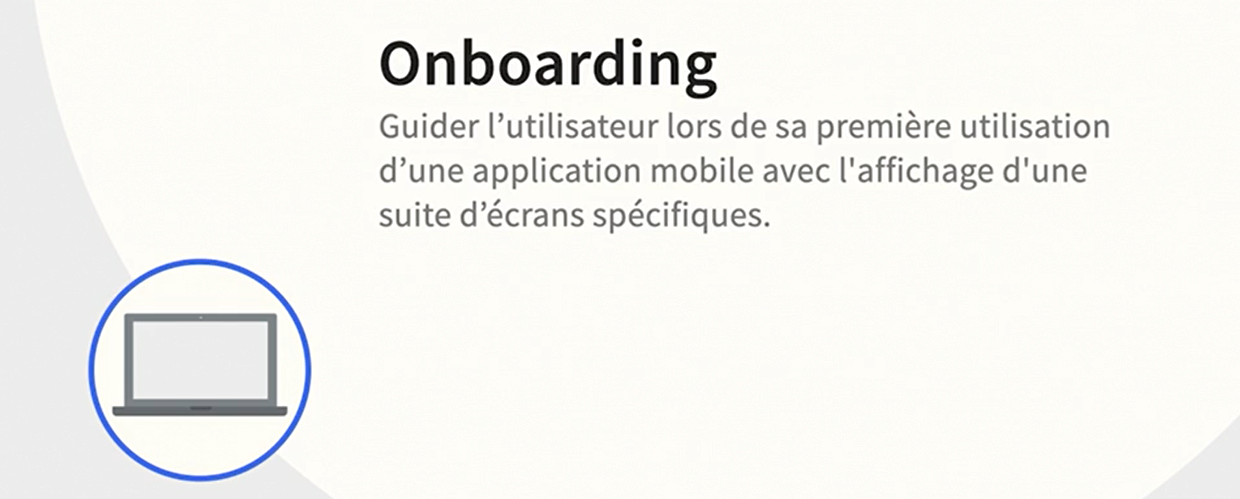 Onboarding
Guider l’utilisateur lors de sa première utilisation
d’une application mobile avec l'affichage d'une
suite d’écrans spécifiques.